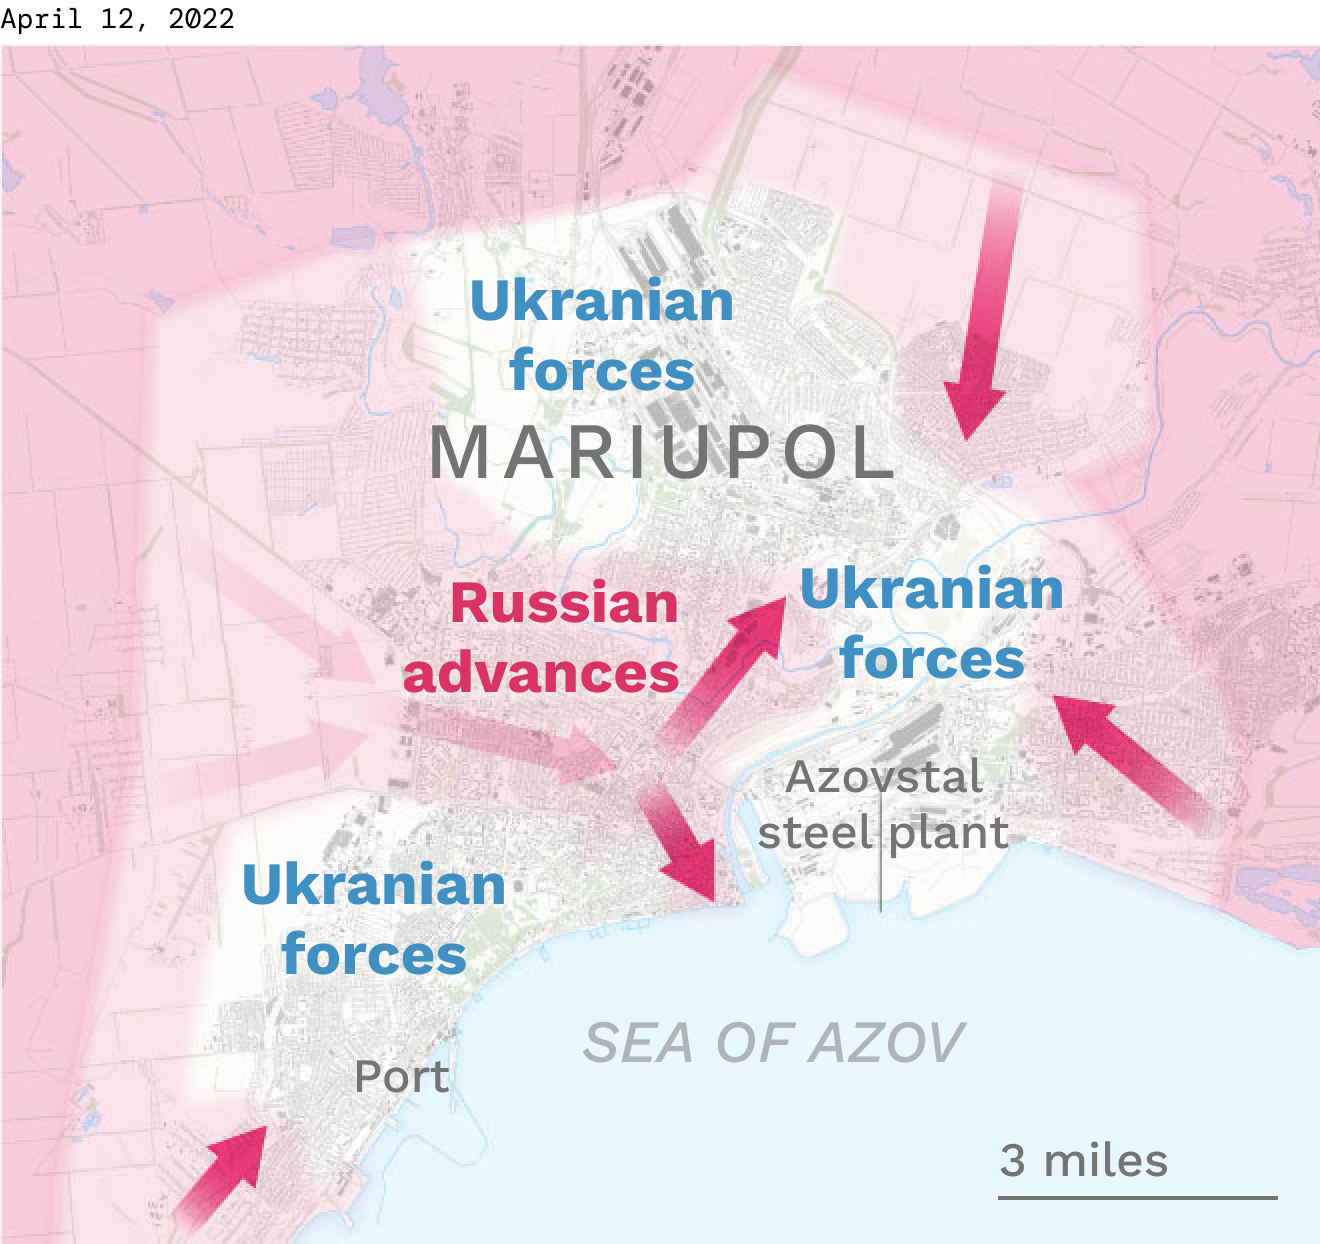 April 12, 2022
Ukranian
forces
MARIUPOL
Russian
advances
Ukranian
forces
Azovstal
steel plant
Ukranian
forces
SEA OF AZOV
Port
3 miles